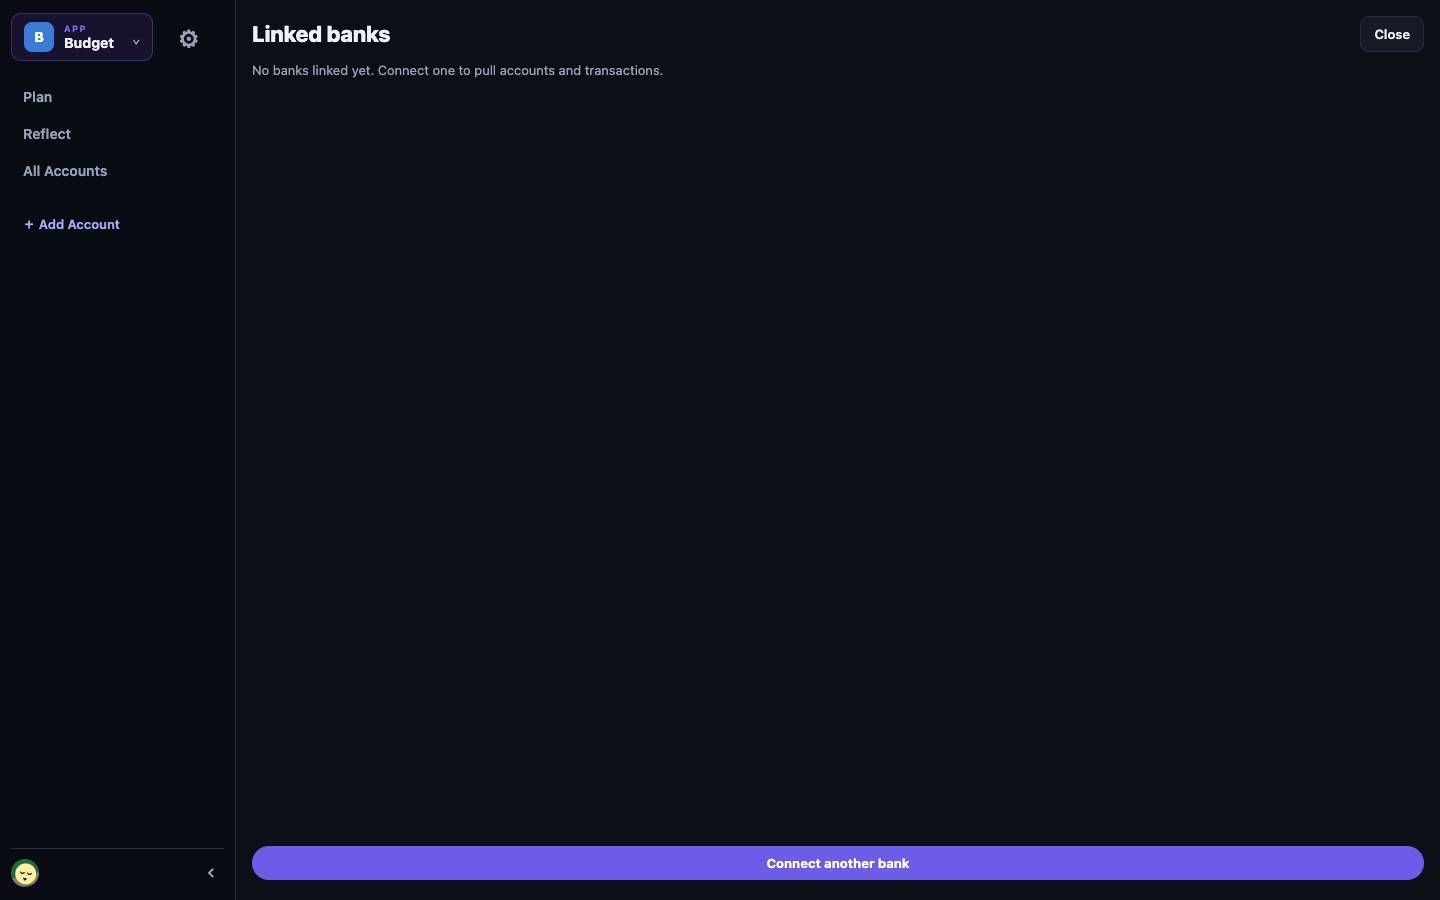 B
APP
Budget
Plan
Reflect
All Accounts
+ Add Account
Linked banks
Close
No banks linked yet. Connect one to pull accounts and transactions.
Connect another bank